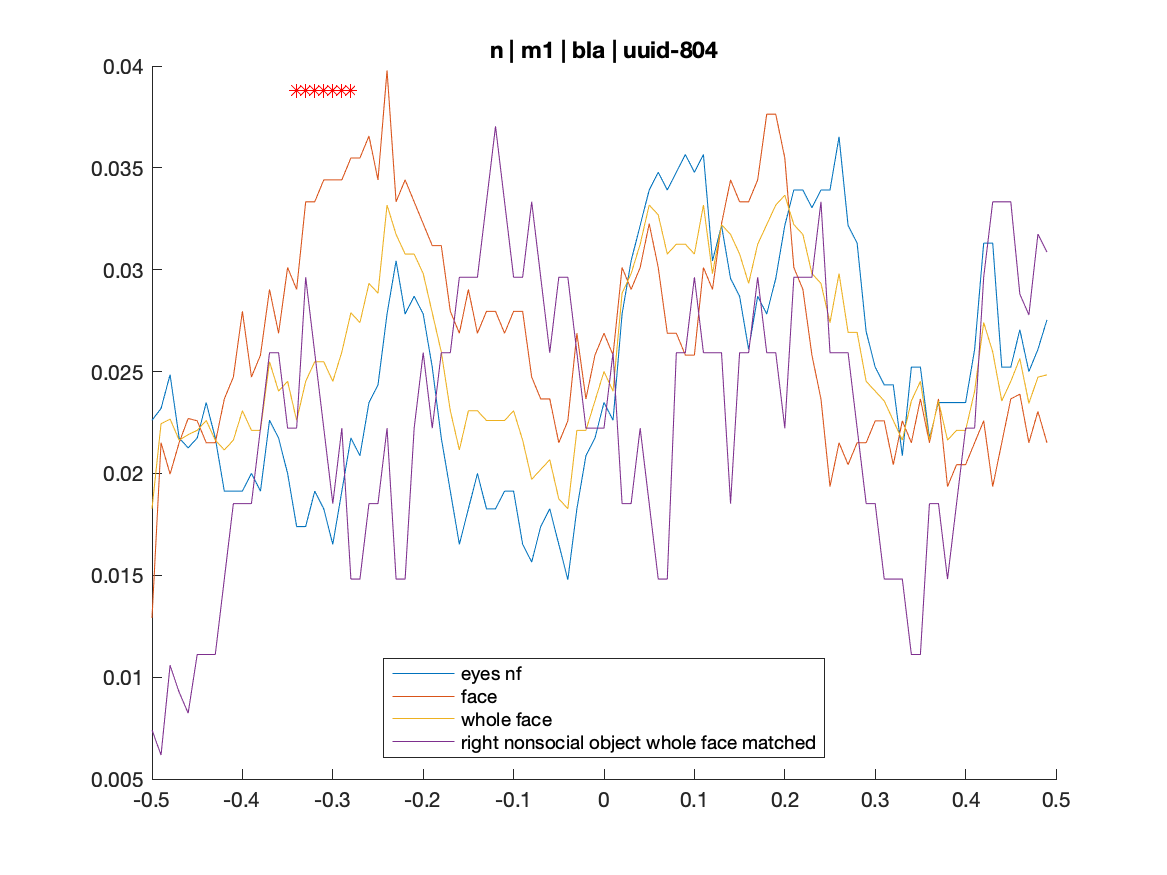 n | m1 | bla | uuid-804
0.04
0.035
0.03
0.025
0.02
0.015
0.01
0.005
eyes nf
face
whole face
right nonsocial object whole face matched
-0.5 -0.4 -0.3 -0.2 -0.1 0 0.1 0.2 0.3 0.4 0.5